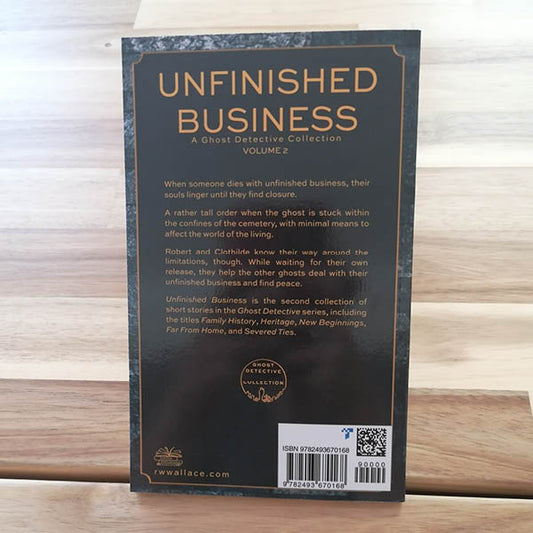 UNFINISHED
BUSINESS
A Ghost Detective Collection
VOLUME 2
When someone dies with unfinished business, their
souls linger until they find closure.
A rather tall order when the ghost is stuck within
the confines of the cemetery, with minimal means to
affect the world of the living.
Robert and Clothilde know their way around the
limitations, though. While waiting for their own
release, they help the other ghosts deal with their
unfinished business and find peace.
Unfinished Business is the second collection of
short stories in the Ghost Detective series, including
the titles Family History, Heritage, New Beginnings,
Far From Home, and Severed Ties.
GHOST
DETECTIVE
COLLECTION
ISBN 9782493670168
90000
9 782493 670168
rwwallace.com